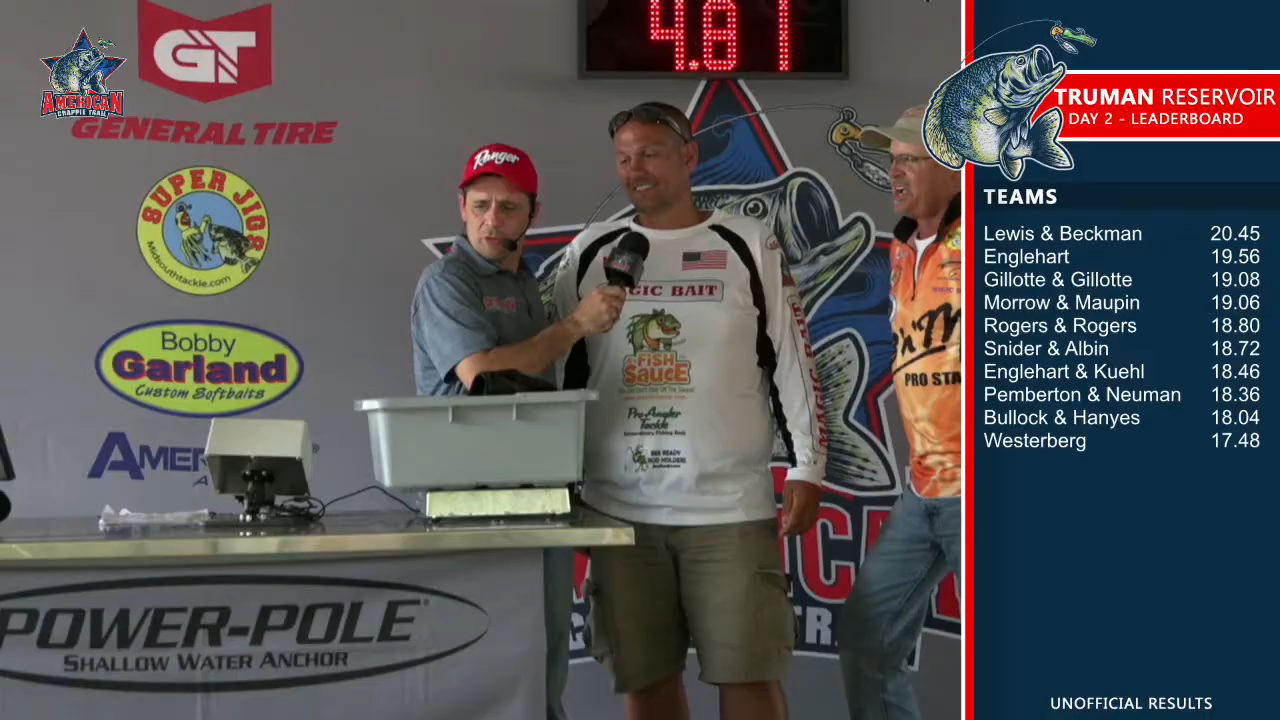 4.81
GT
GENERAL TIRE
AMERICAN
CRAPPIE TRAIL
SUPER JIGS
Midsouthtackle.com
Bobby
Garland
Custom Softbaits
AMER
Ranger
GIC BAIT
FISH
SAUCE
Pro Angler
Tackle
ROD HOLDERS
PRO STA
POWER-POLE
SHALLOW WATER ANCHOR
TRUMAN RESERVOIR
DAY 2 - LEADERBOARD
TEAMS
Lewis & Beckman 20.45
Englehart 19.56
Gillotte & Gillotte 19.08
Morrow & Maupin 19.06
Rogers & Rogers 18.80
Snider & Albin 18.72
Englehart & Kuehl 18.46
Pemberton & Neuman 18.36
Bullock & Hanyes 18.04
Westerberg 17.48
UNOFFICIAL RESULTS